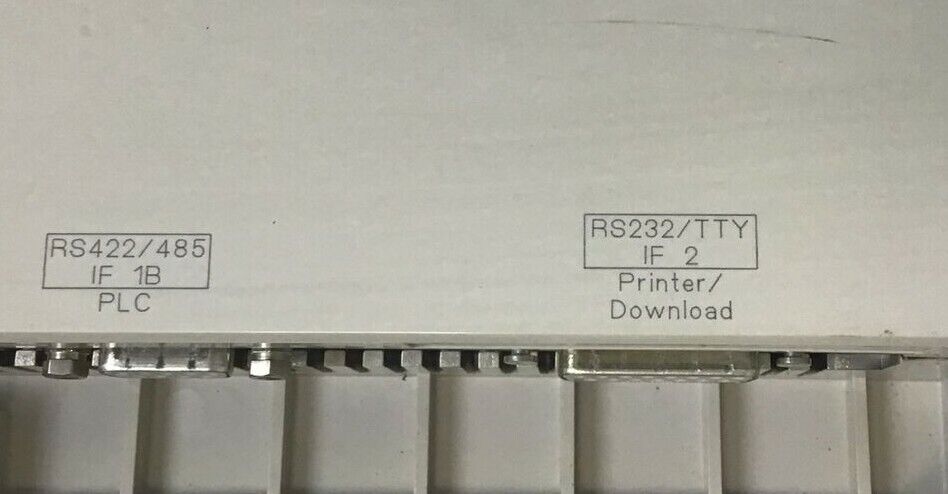 RS422/485
IF 1B
PLC
RS232/TTY
IF 2
Printer/
Download